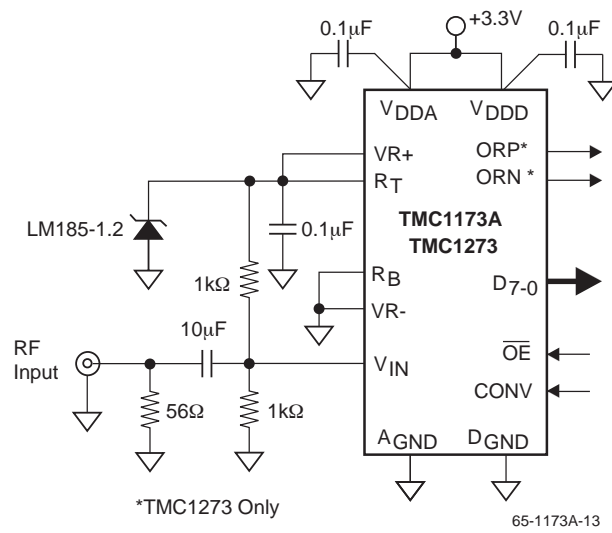 +3.3V
0.1µF
0.1µF
VDDA
VDDD
VR+
ORP*
RT
ORN *
TMC1173A
TMC1273
LM185-1.2
0.1µF
RB
D7-0
1kΩ
VR-
10µF
RF
Input
VIN
OE
CONV
56Ω
1kΩ
AGND
DGND
*TMC1273 Only
65-1173A-13